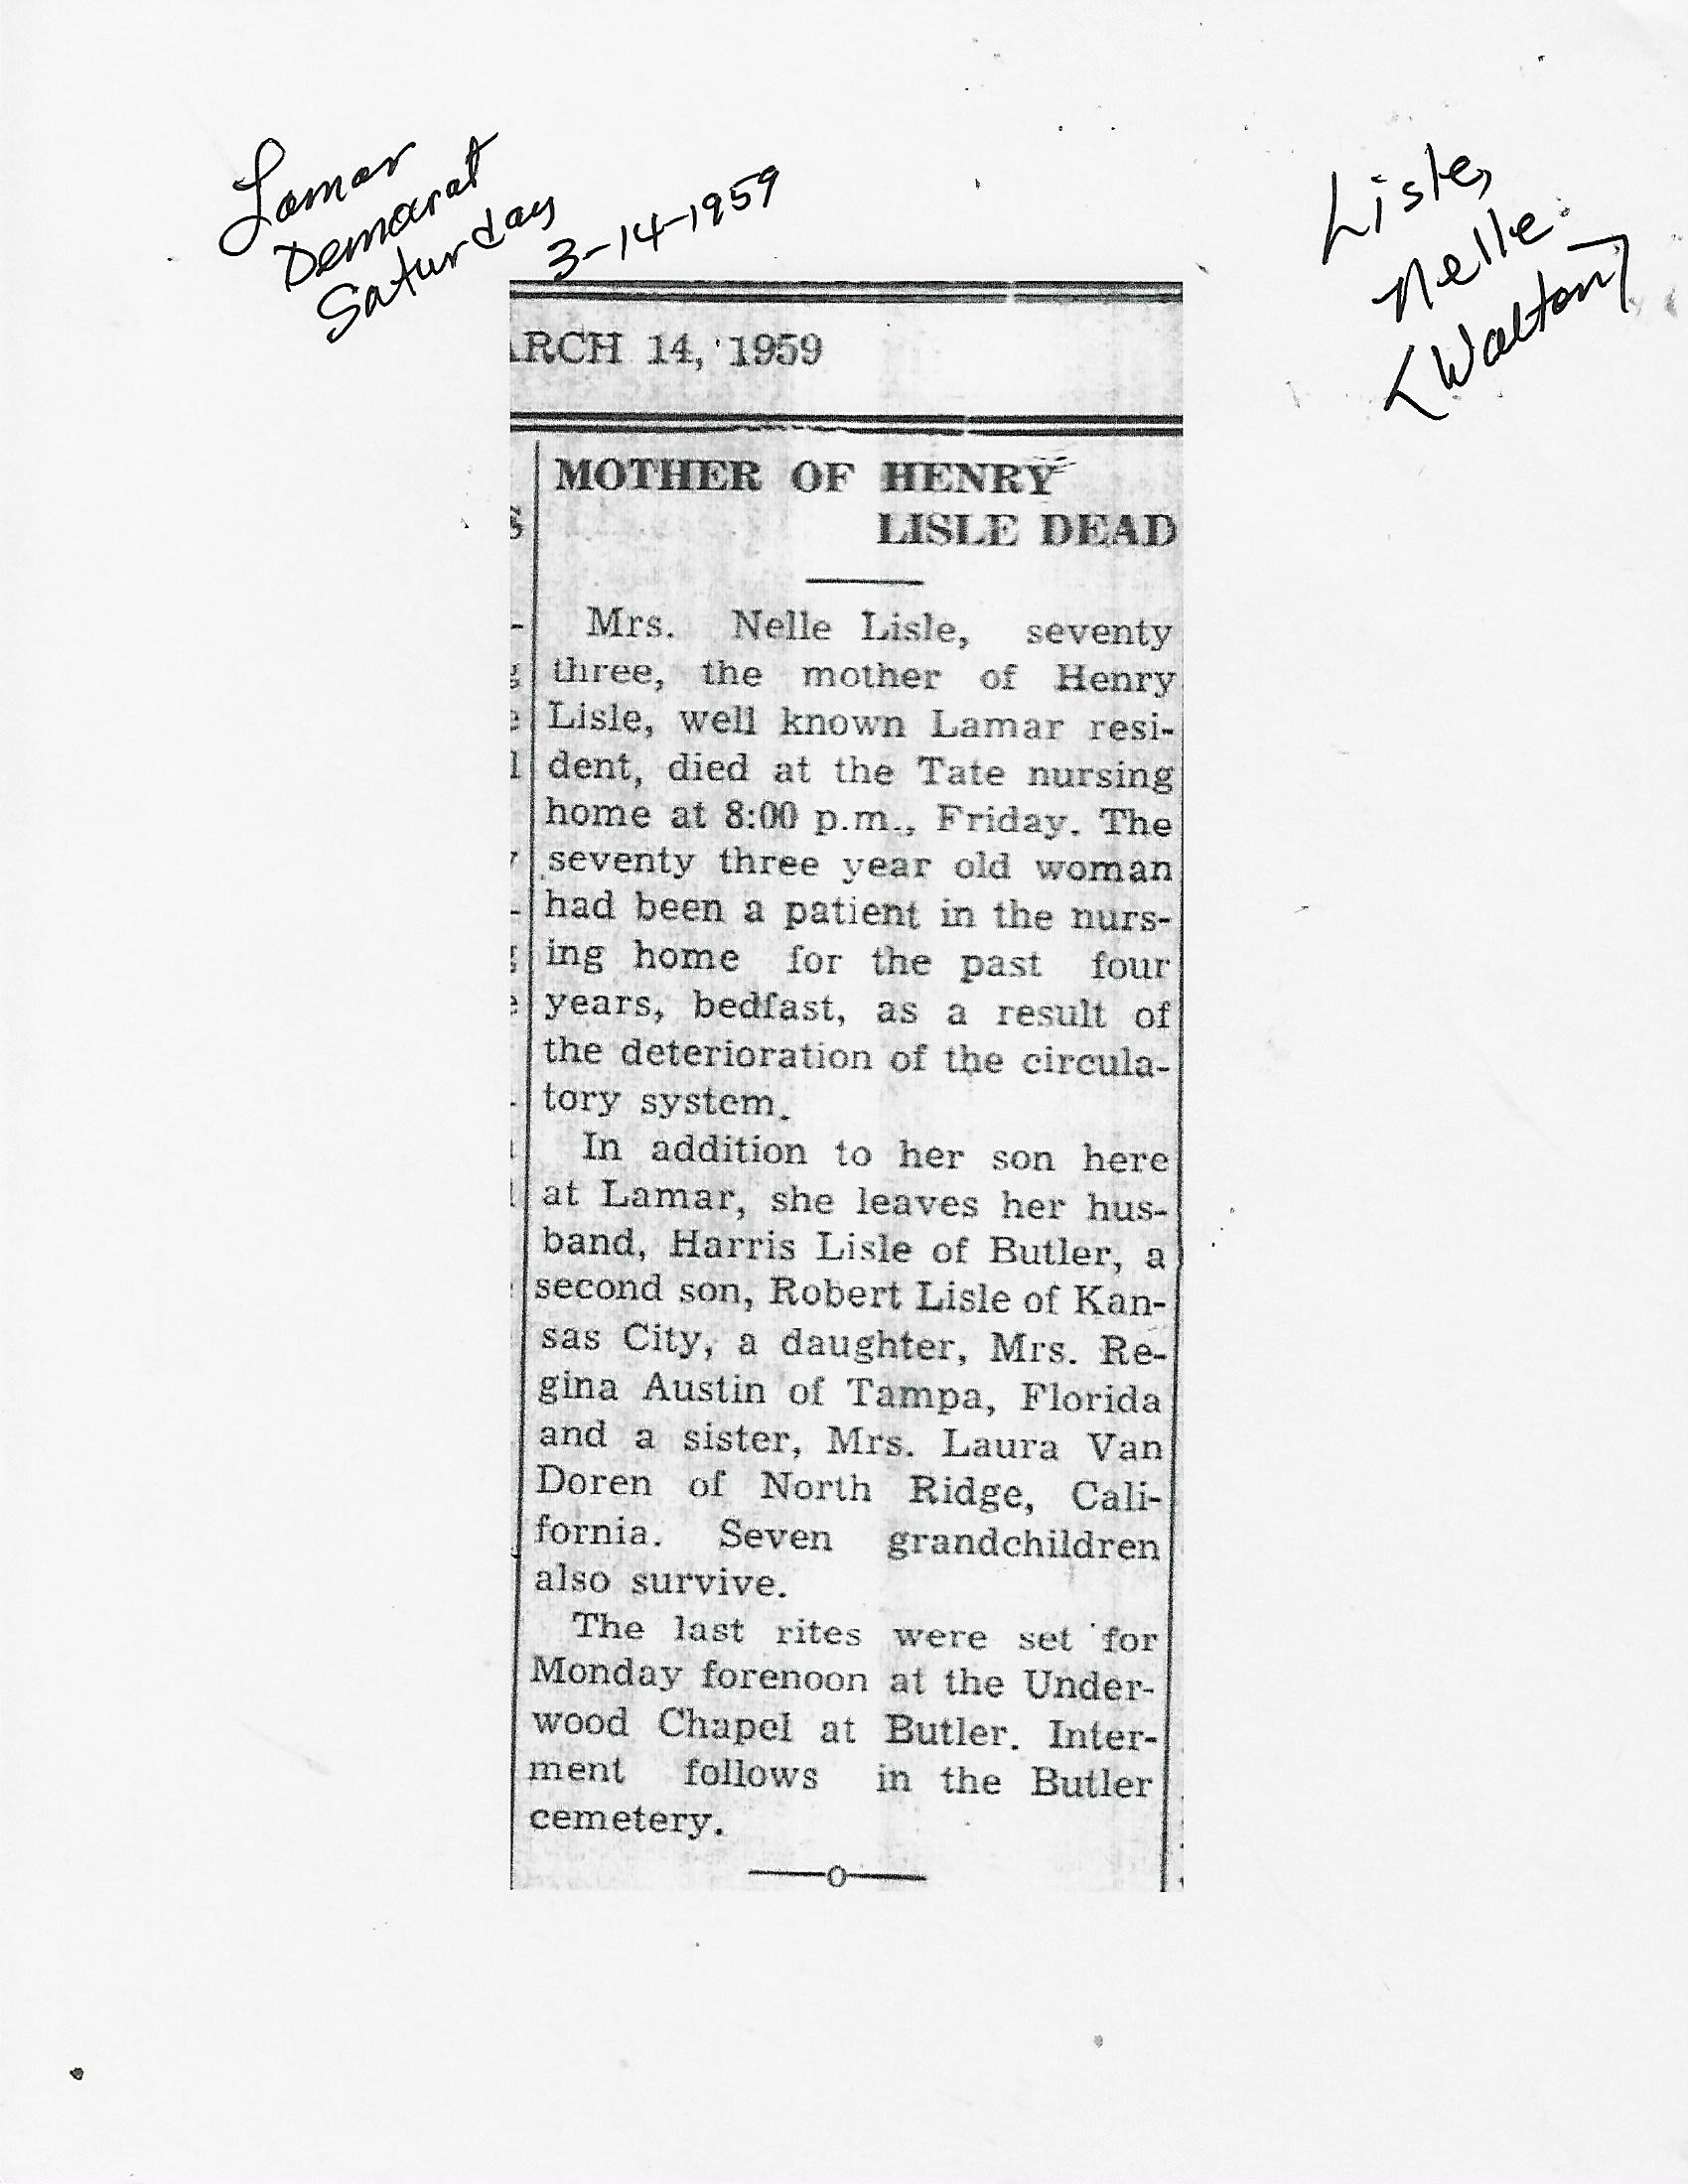 Lamar
Democrat
Saturday
3-14-1959
Lisle,
Nelle
<Walton>
ARCH 14, 1959
MOTHER OF HENRY
LISLE DEAD
Mrs. Nelle Lisle, seventy
three, the mother of Henry
Lisle, well known Lamar resi-
dent, died at the Tate nursing
home at 8:00 p.m., Friday. The
seventy three year old woman
had been a patient in the nurs-
ing home for the past four
years, bedfast, as a result of
the deterioration of the circula-
tory system.
In addition to her son here
at Lamar, she leaves her hus-
band, Harris Lisle of Butler, a
second son, Robert Lisle of Kan-
sas City, a daughter, Mrs. Re-
gina Austin of Tampa, Florida
and a sister, Mrs. Laura Van
Doren of North Ridge, Cali-
fornia. Seven grandchildren
also survive.
The last rites were set for
Monday forenoon at the Under-
wood Chapel at Butler. Inter-
ment follows in the Butler
cemetery.